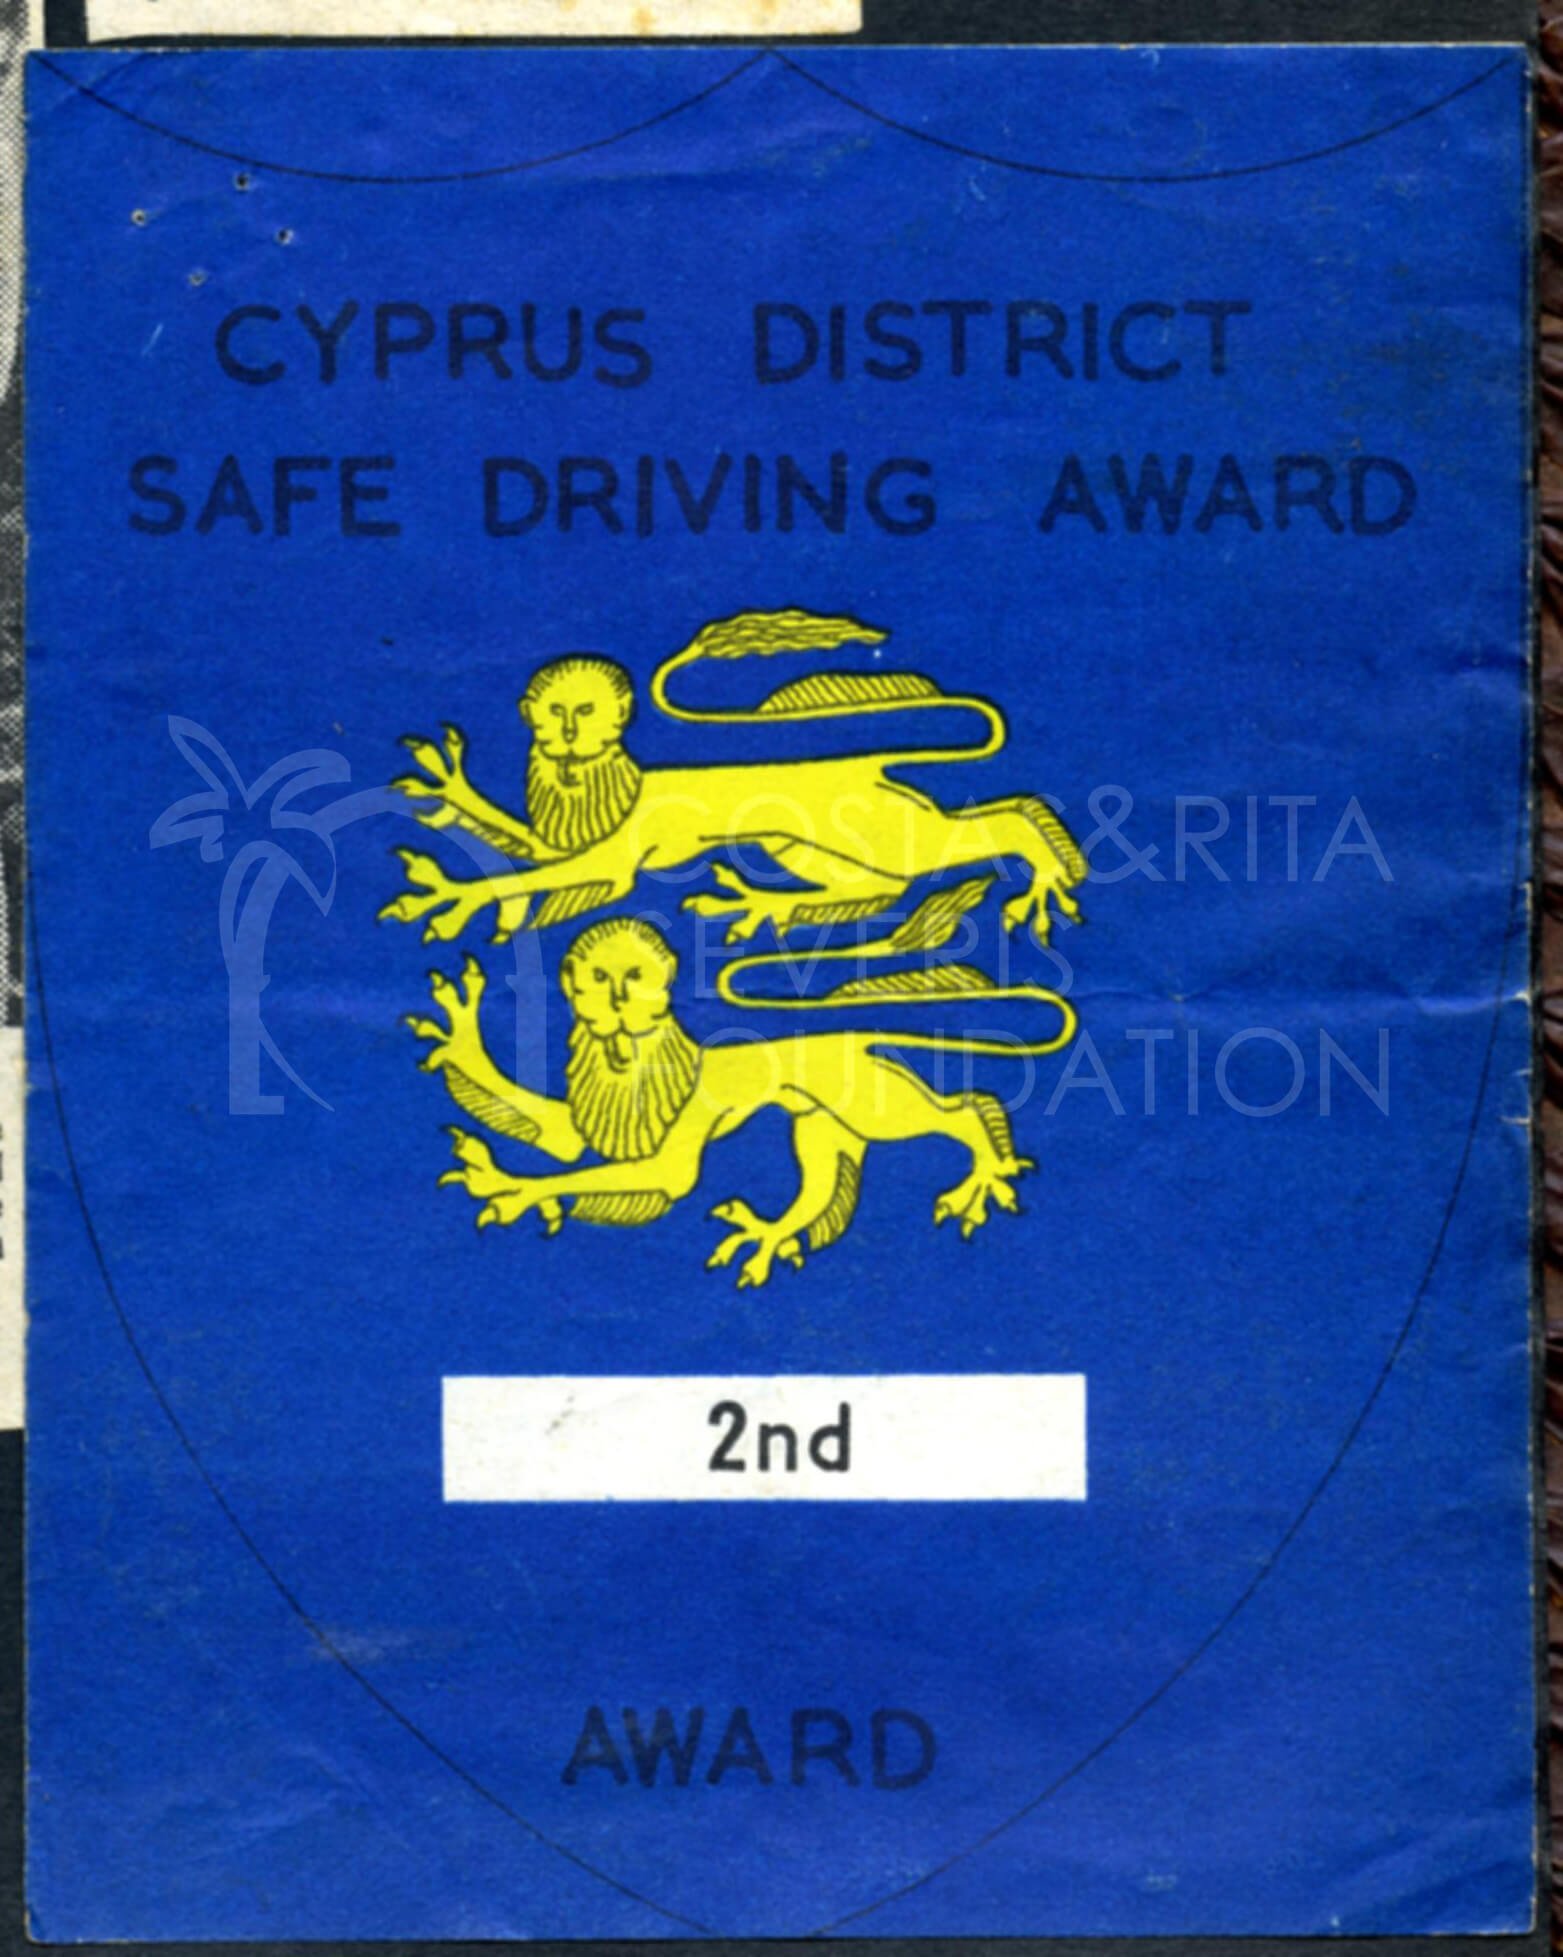 CYPRUS DISTRICT
SAFE DRIVING AWARD
COSTAS&RITA
SEVERIS
FOUNDATION
2nd
AWARD